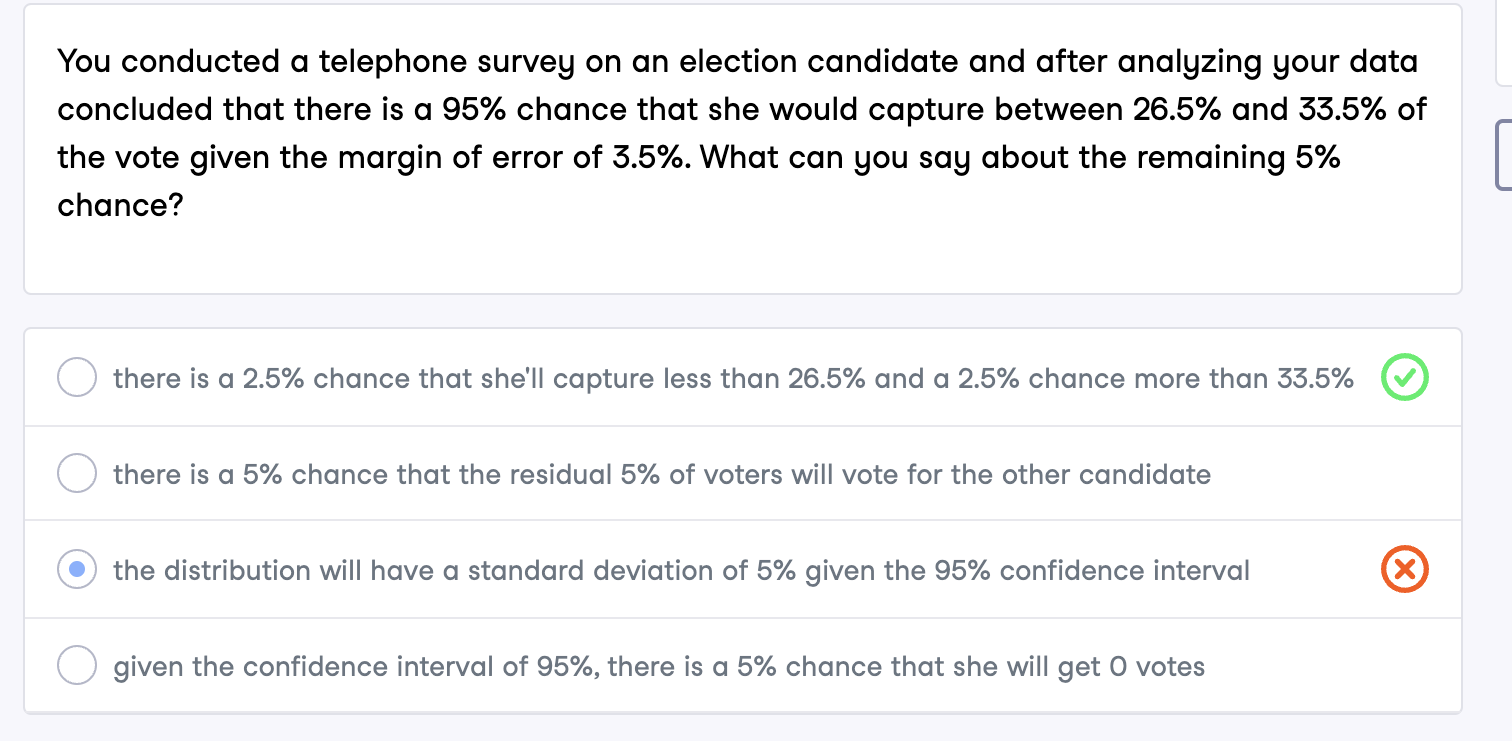 You conducted a telephone survey on an election candidate and after analyzing your data
concluded that there is a 95% chance that she would capture between 26.5% and 33.5% of
the vote given the margin of error of 3.5%. What can you say about the remaining 5%
chance?
there is a 2.5% chance that she'll capture less than 26.5% and a 2.5% chance more than 33.5%
there is a 5% chance that the residual 5% of voters will vote for the other candidate
the distribution will have a standard deviation of 5% given the 95% confidence interval
given the confidence interval of 95%, there is a 5% chance that she will get 0 votes